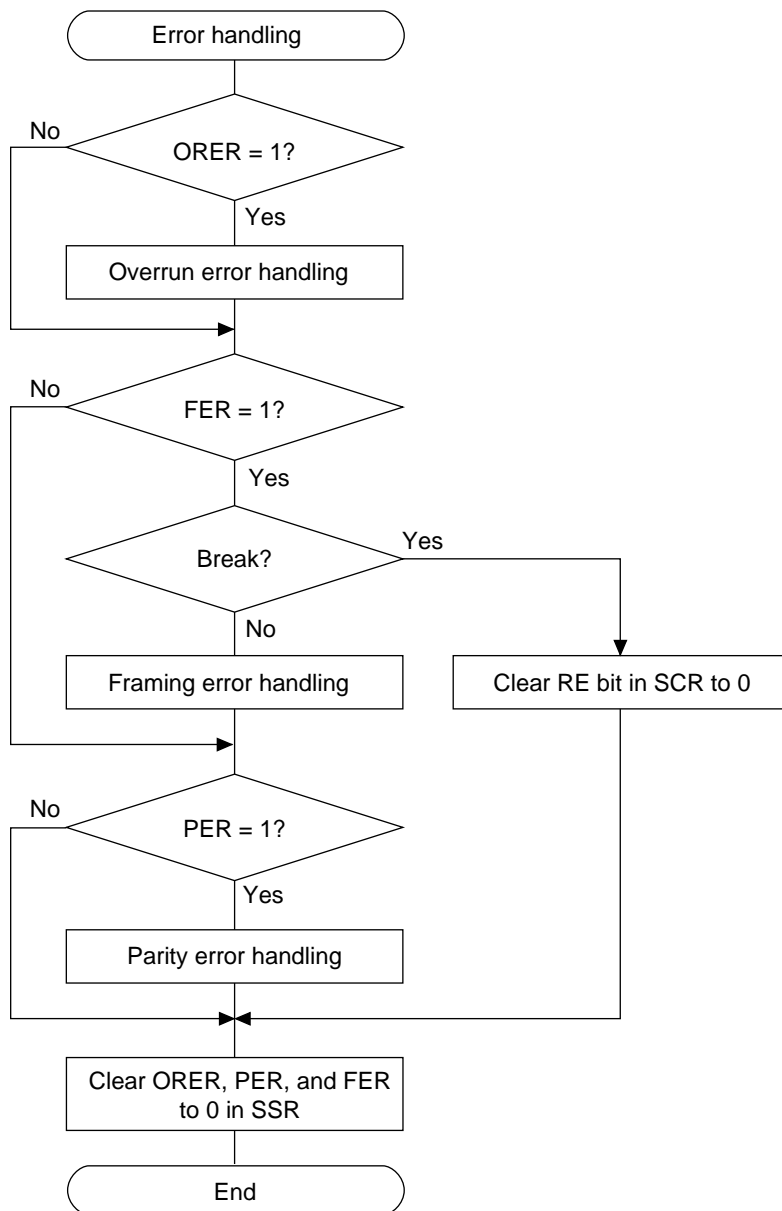 Error handling
No
ORER = 1?
Yes
Overrun error handling
No
FER = 1?
Yes
Break?
Yes
No
Framing error handling
Clear RE bit in SCR to 0
No
PER = 1?
Yes
Parity error handling
Clear ORER, PER, and FER
to 0 in SSR
End